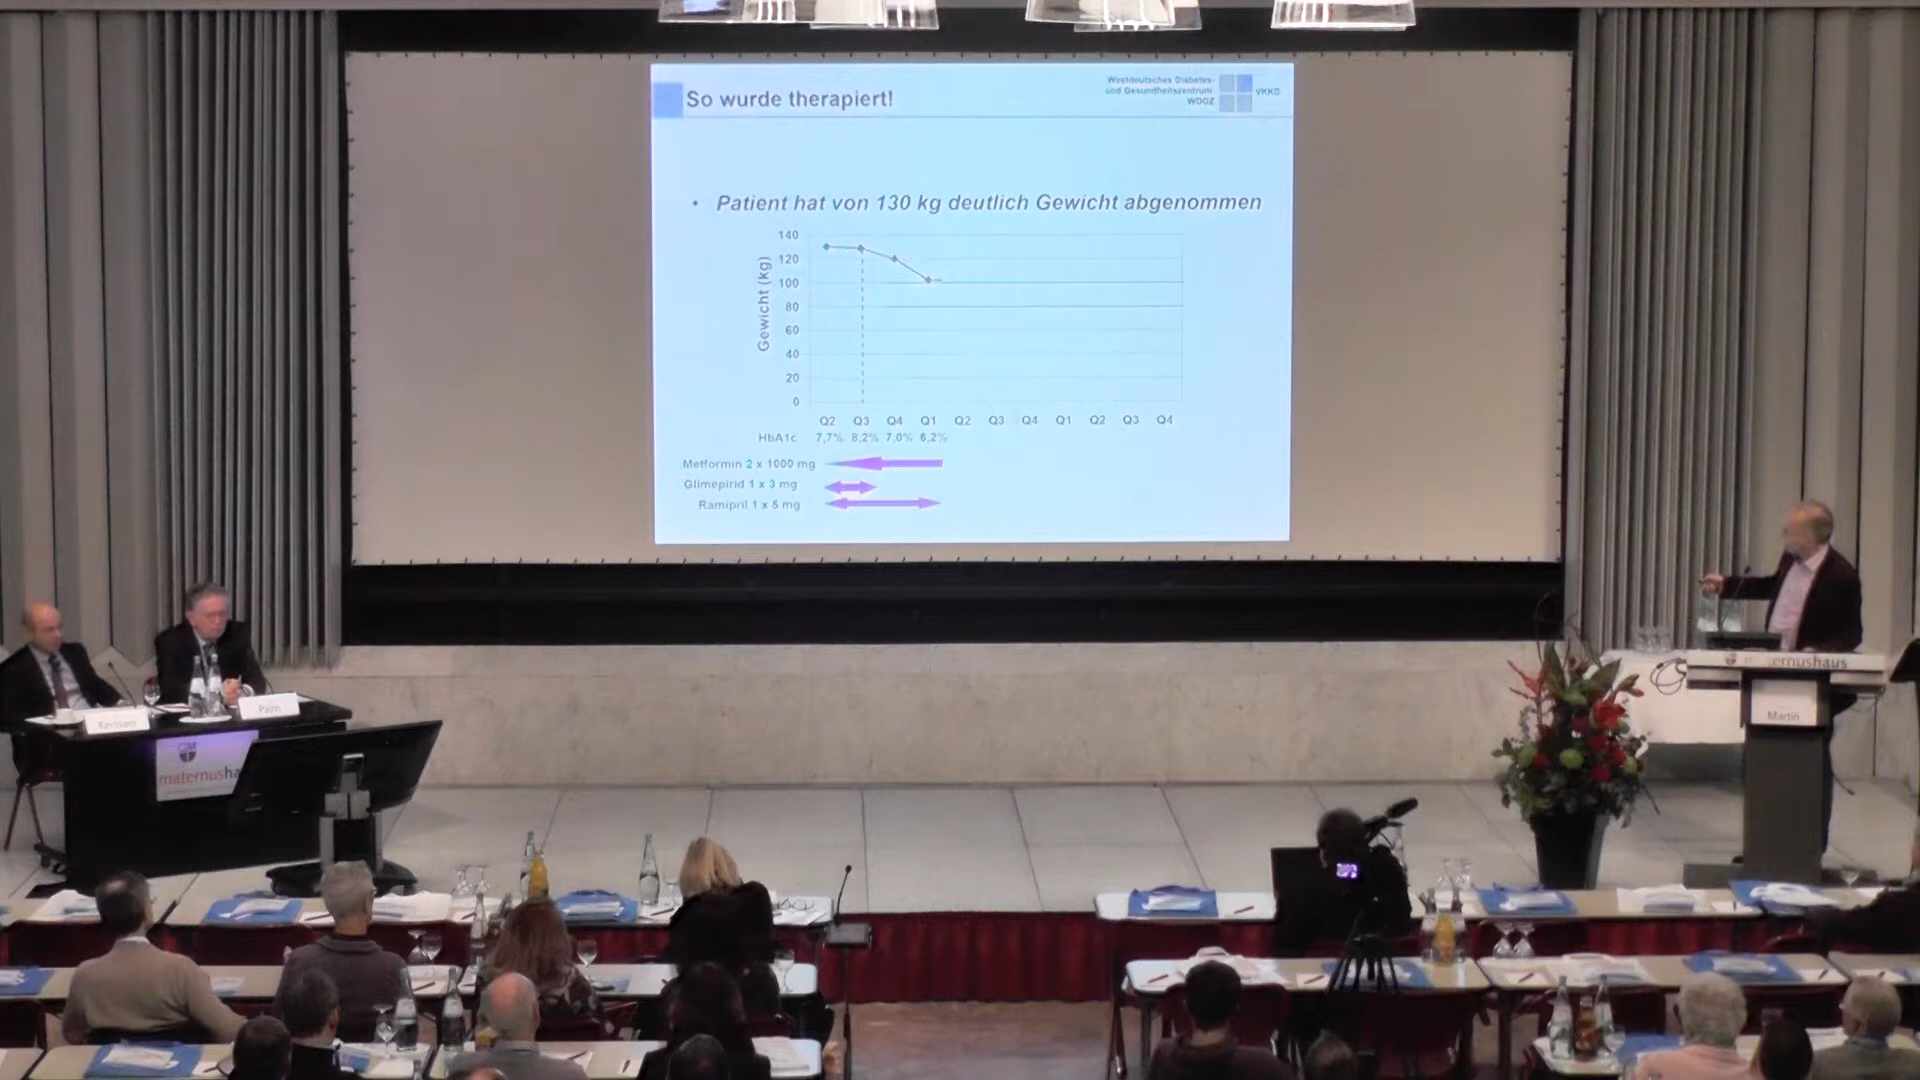 So wurde therapiert!
Westdeutsches Diabetes-
und Gesundheitszentrum
WDGZ
VKKD
• Patient hat von 130 kg deutlich Gewicht abgenommen
Gewicht (kg)
140
120
100
80
60
40
20
0
Q2 Q3 Q4 Q1 Q2 Q3 Q4 Q1 Q2 Q3 Q4
HbA1c 7,7% 8,2% 7,0% 6,2%
Metformin 2 x 1000 mg
Glimepirid 1 x 3 mg
Ramipril 1 x 5 mg
maternushaus
Martin
maternusha